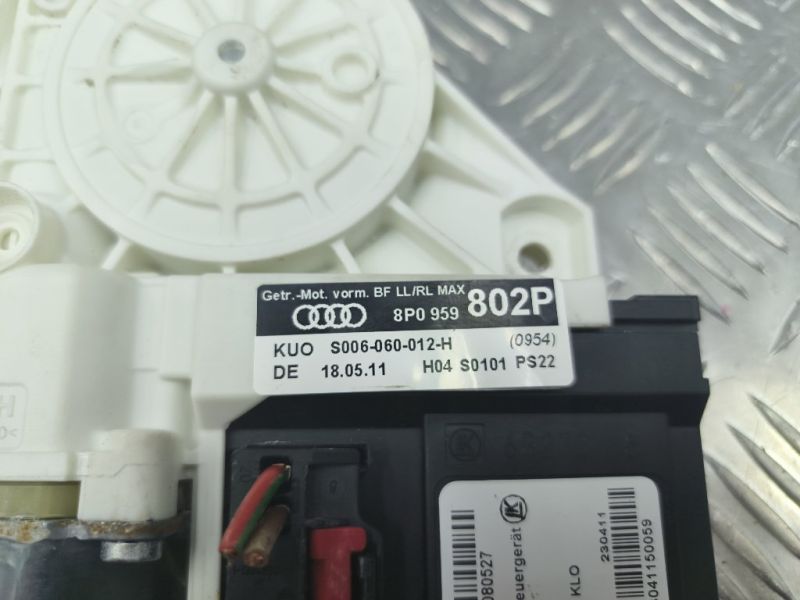 Getr.-Mot. vorm. BF LL/RL MAX
8P0 959 802P
KUO S006-060-012-H (0954)
DE 18.05.11 H04 S0101 PS22
080527
euergerät
KLO
230411
041150059